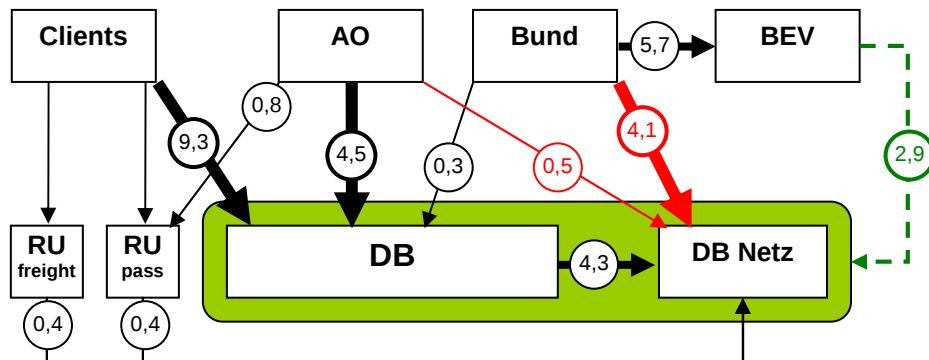 Clients
AO
Bund
BEV
5,7
0,8
4,1
9,3
4,5
0,3
0,5
2,9
RU
freight
RU
pass
DB
DB Netz
4,3
0,4
0,4